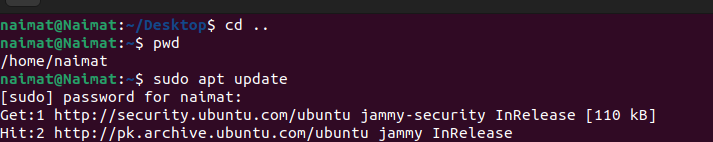 naimat@Naimat:~/Desktop$ cd ..
naimat@Naimat:~$ pwd
/home/naimat
naimat@Naimat:~$ sudo apt update
[sudo] password for naimat:
Get:1 http://security.ubuntu.com/ubuntu jammy-security InRelease [110 kB]
Hit:2 http://pk.archive.ubuntu.com/ubuntu jammy InRelease